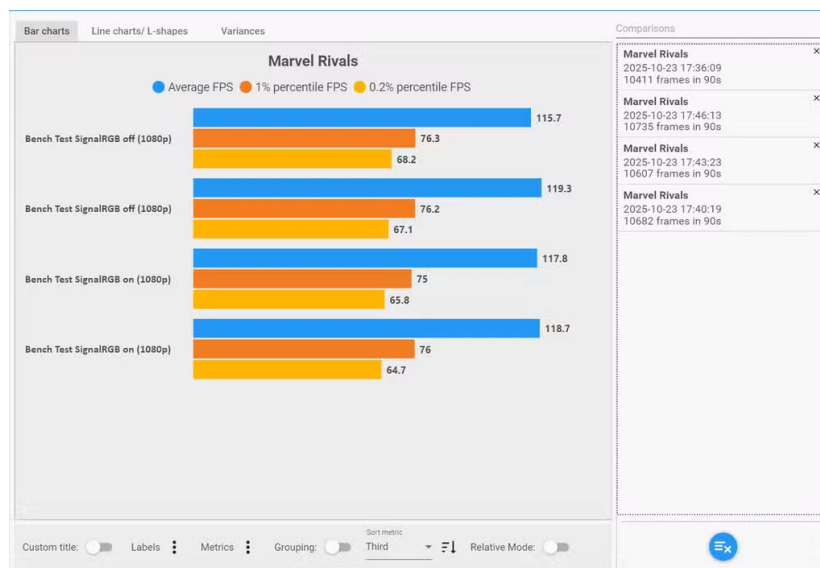 Bar charts
Line charts/ L-shapes
Variances
Comparisons
Marvel Rivals
Average FPS
1% percentile FPS
0.2% percentile FPS
Bench Test SignalRGB off (1080p)
115.7
76.3
68.2
Bench Test SignalRGB off (1080p)
119.3
76.2
67.1
Bench Test SignalRGB on (1080p)
117.8
75
65.8
Bench Test SignalRGB on (1080p)
118.7
76
64.7
Marvel Rivals
2025-10-23 17:36:09
10411 frames in 90s
Marvel Rivals
2025-10-23 17:46:13
10735 frames in 90s
Marvel Rivals
2025-10-23 17:43:23
10607 frames in 90s
Marvel Rivals
2025-10-23 17:40:19
10682 frames in 90s
Custom title:
Labels
Metrics
Grouping:
Sort metric
Third
Relative Mode: